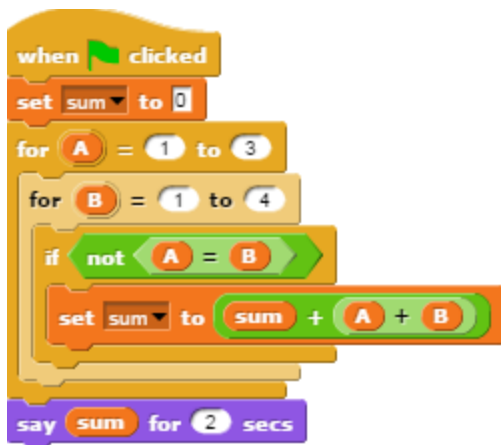 when clicked
set sum to 0
for A = 1 to 3
for B = 1 to 4
if not A = B
set sum to sum + A + B
say sum for 2 secs